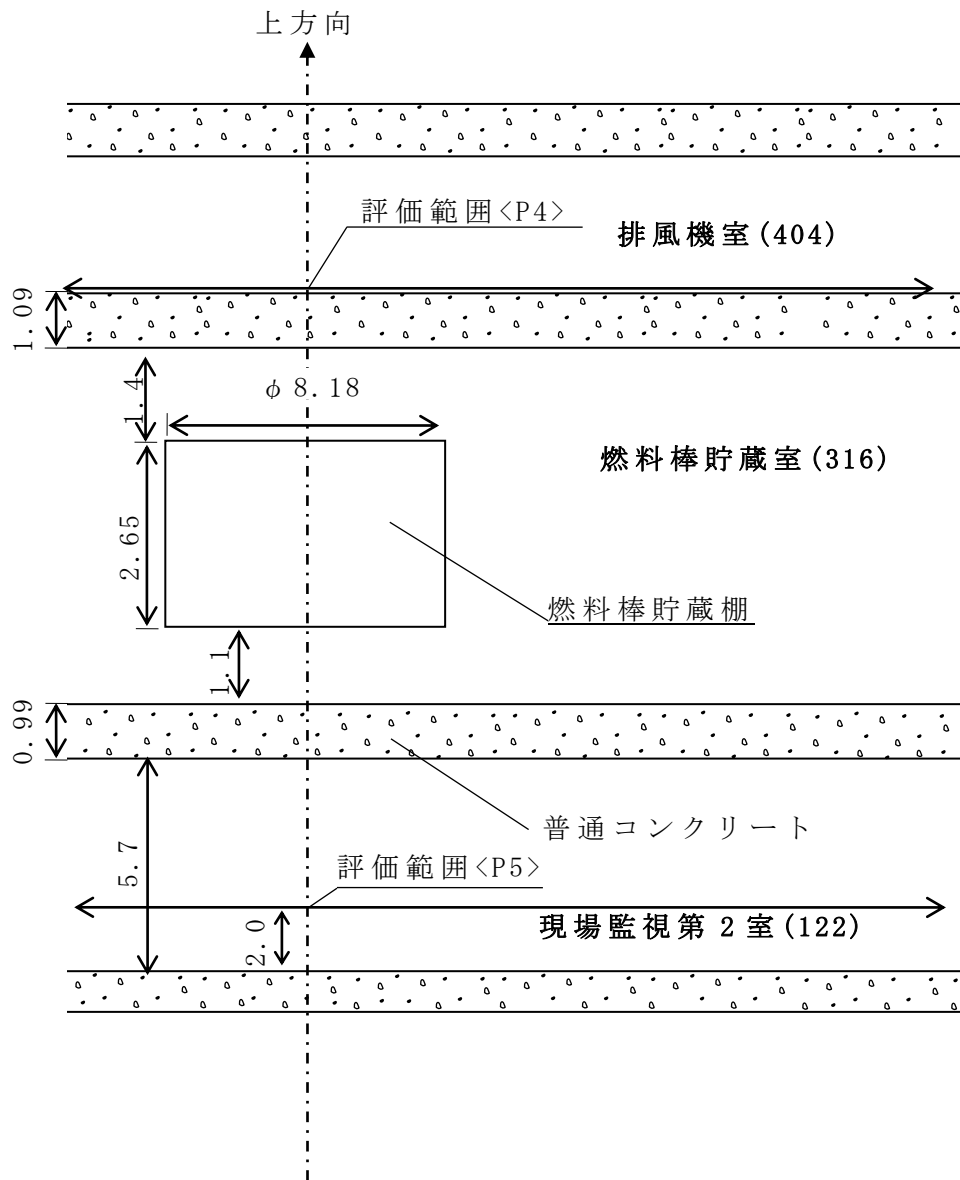 上方向
評価範囲<P4>
排風機室(404)
1.09
1.4
φ 8.18
燃料棒貯蔵室(316)
2.65
燃料棒貯蔵棚
1.1
0.99
普通コンクリート
5.7
評価範囲<P5>
2.0
現場監視第2室(122)